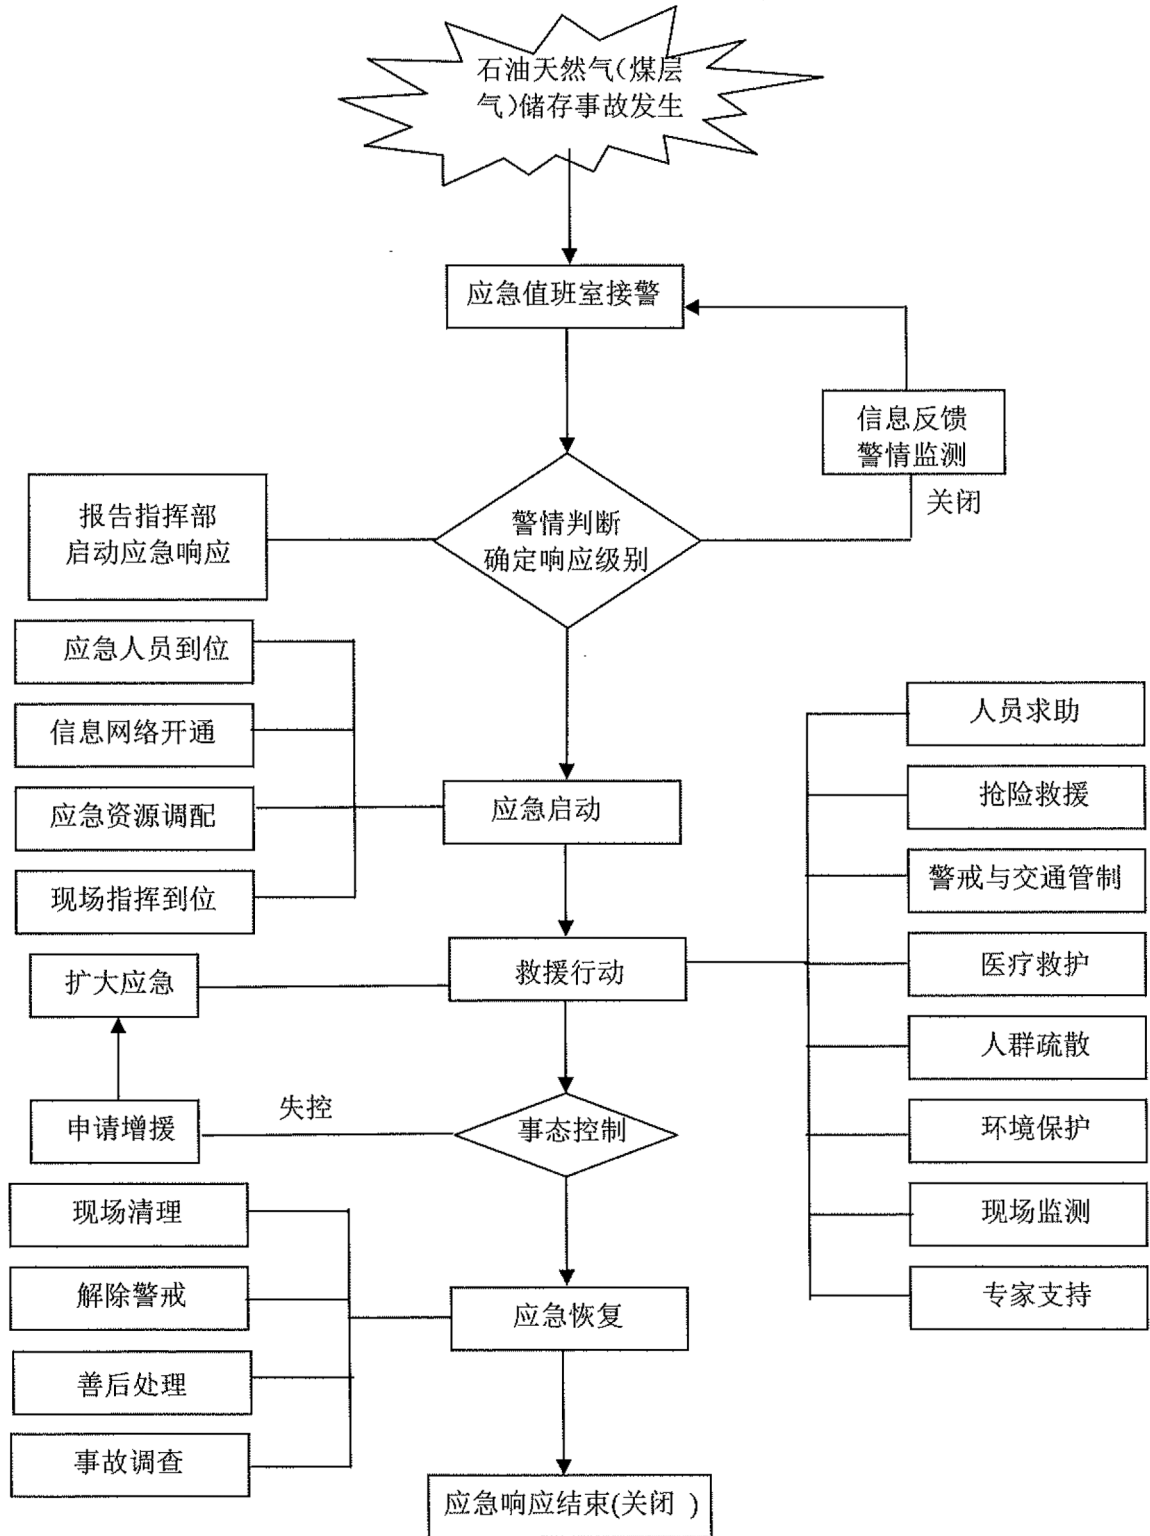 石油天然气(煤层
气)储存事故发生
应急值班室接警
信息反馈
警情监测
关闭
报告指挥部
启动应急响应
警情判断
确定响应级别
应急人员到位
信息网络开通
应急资源调配
现场指挥到位
应急启动
人员求助
抢险救援
警戒与交通管制
医疗救护
人群疏散
环境保护
现场监测
专家支持
扩大应急
救援行动
申请增援
失控
事态控制
现场清理
解除警戒
善后处理
事故调查
应急恢复
应急响应结束(关闭 )